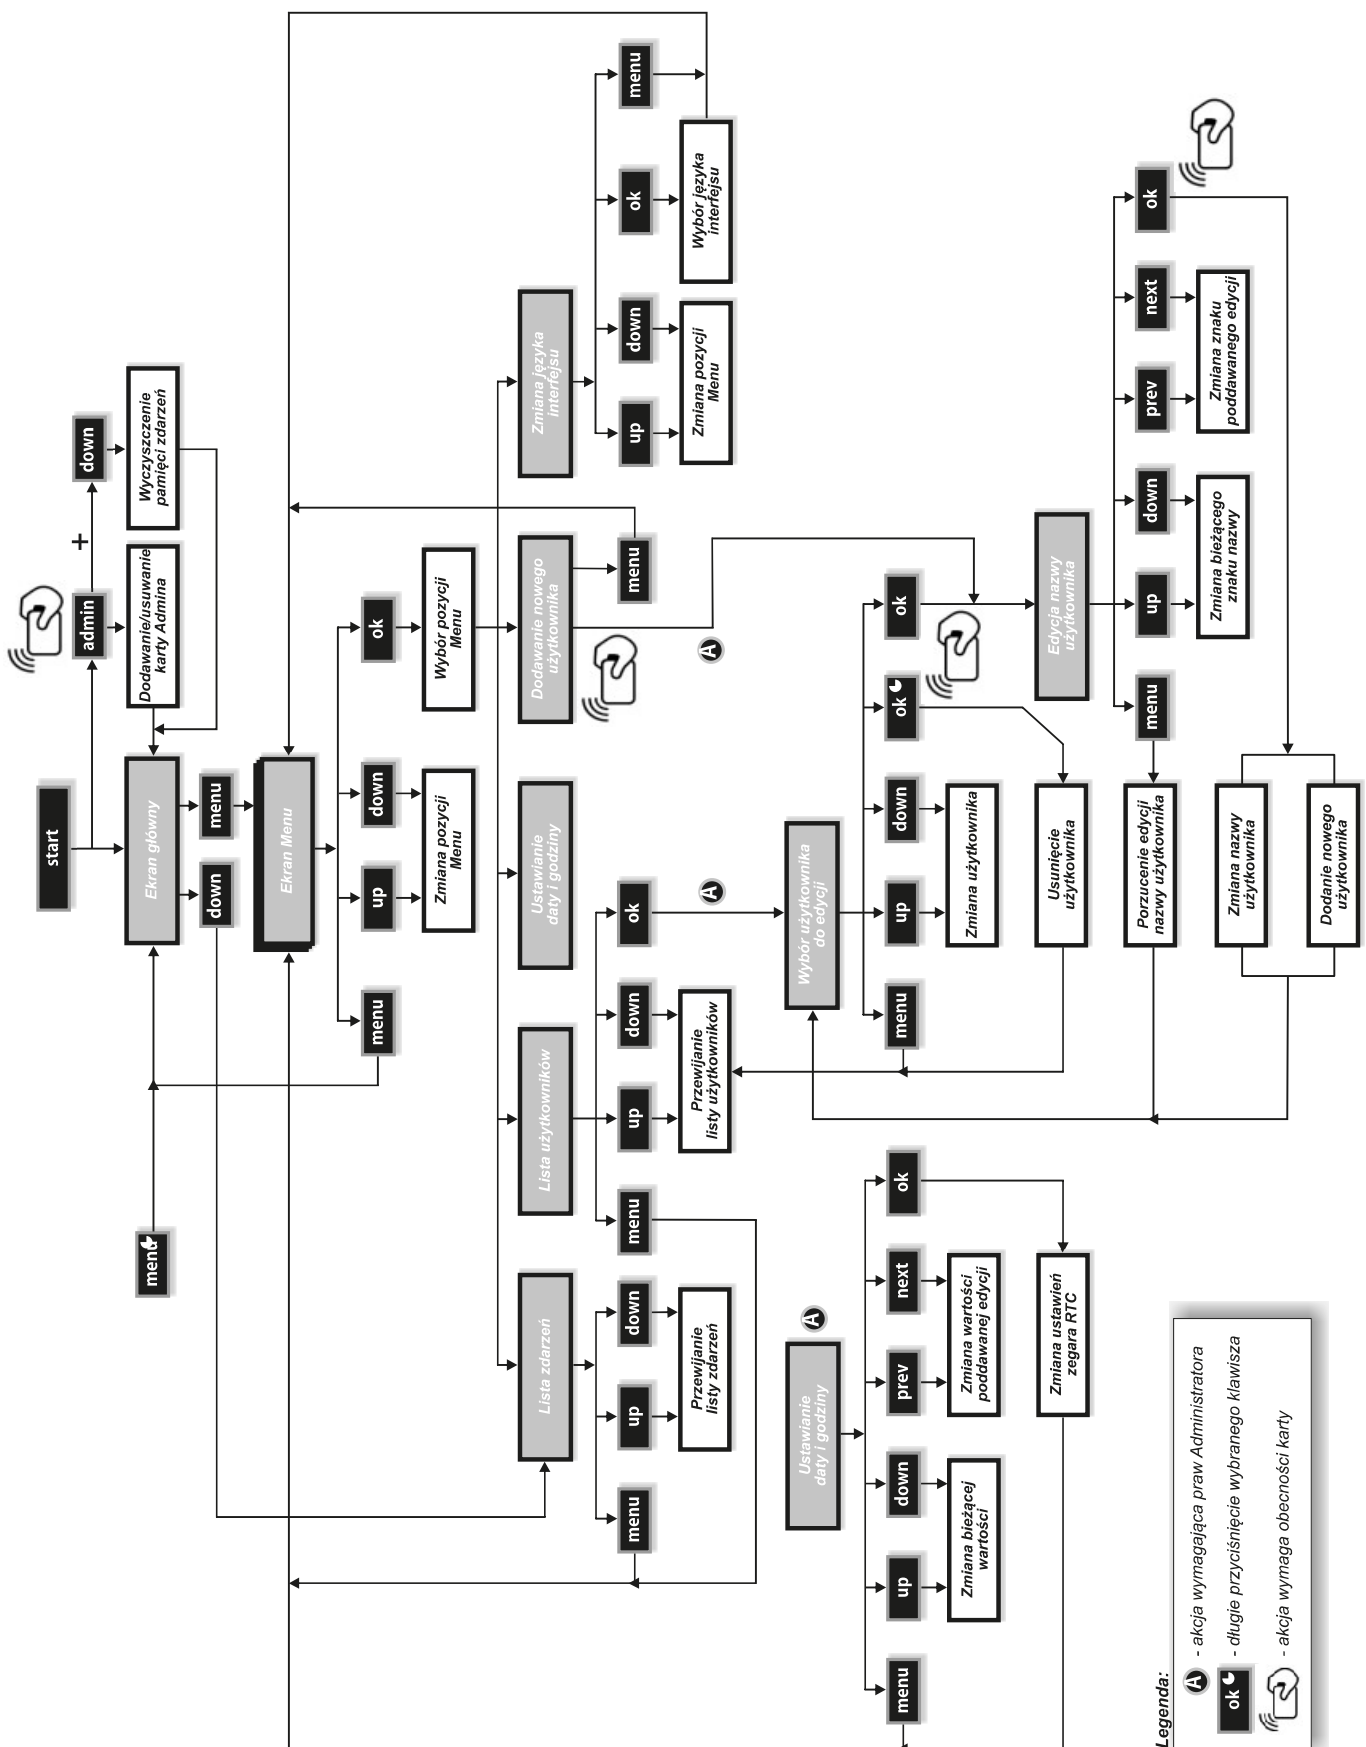 start
admin
+
down
Dodawanie/usuwanie
karty Admina
Wyczyszczenie
pamięci zdarzeń
menu
Ekran główny
down
menu
Ekran Menu
menu
up
down
ok
Zmiana pozycji
Menu
Wybór pozycji
Menu
Lista zdarzeń
Lista użytkowników
Ustawianie
daty i godziny
Dodawanie nowego
użytkownika
Zmiana języka
interfejsu
menu
up
down
menu
up
down
ok
menu
up
down
ok
menu
Przewijanie
listy zdarzeń
Przewijanie
listy użytkowników
A
A
Zmiana pozycji
Menu
Wybór języka
interfejsu
Ustawianie
daty i godziny
A
Wybór użytkownika
do edycji
menu
up
down
prev
next
ok
menu
up
down
ok
ok
Zmiana bieżącej
wartości
Zmiana wartości
poddawanej edycji
Zmiana użytkownika
Zmiana ustawień
zegara RTC
Usunięcie
użytkownika
Edycja nazwy
użytkownika
menu
up
down
prev
next
ok
Porzucenie edycji
nazwy użytkownika
Zmiana bieżącego
znaku nazwy
Zmiana znaku
poddawanego edycji
Zmiana nazwy
użytkownika
Dodanie nowego
użytkownika
Legenda:
A - akcja wymagająca praw Administratora
ok - długie przyciśnięcie wybranego klawisza
- akcja wymaga obecności karty